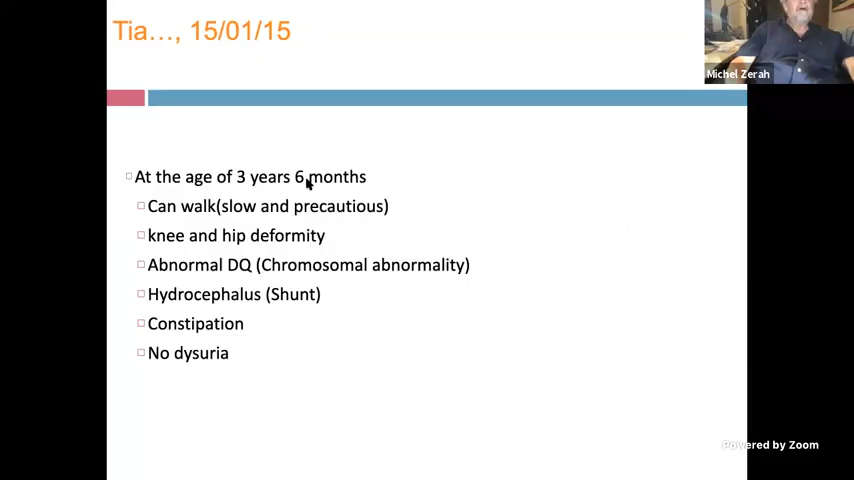 Tia…, 15/01/15
Michel Zerah
At the age of 3 years 6 months
Can walk(slow and precautious)
knee and hip deformity
Abnormal DQ (Chromosomal abnormality)
Hydrocephalus (Shunt)
Constipation
No dysuria
Powered by Zoom